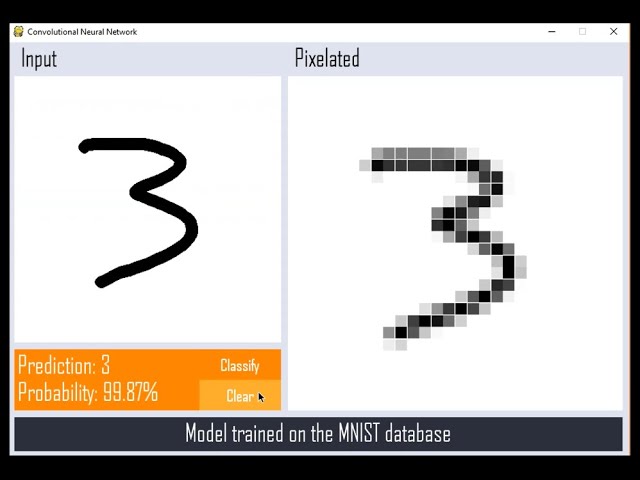 Convolutional Neural Network
Input
Pixelated
3
3
Prediction: 3
Classify
Probability: 99.87%
Clear
Model trained on the MNIST database